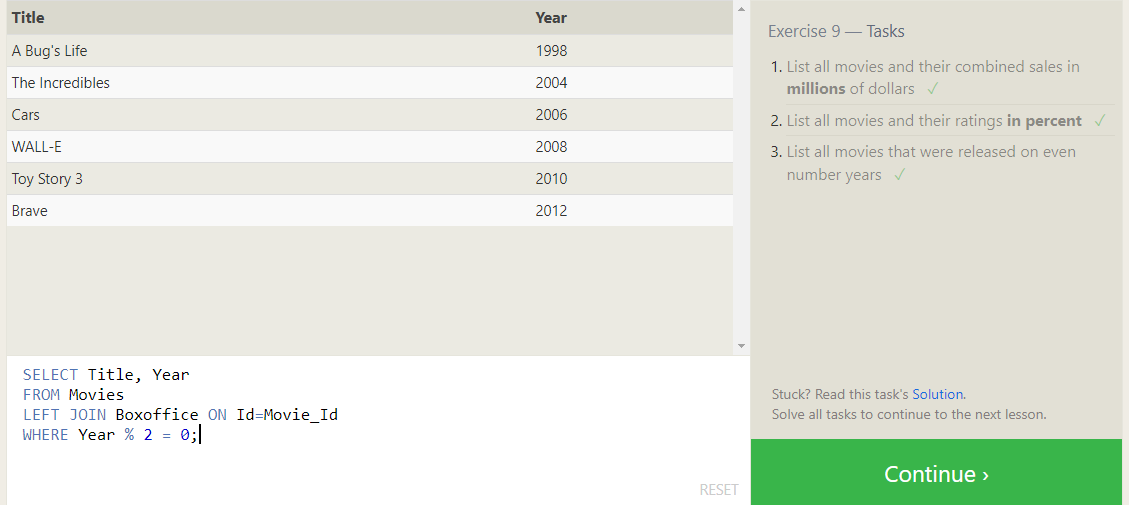 Title Year
A Bug's Life 1998
The Incredibles 2004
Cars 2006
WALL-E 2008
Toy Story 3 2010
Brave 2012
SELECT Title, Year
FROM Movies
LEFT JOIN Boxoffice ON Id=Movie_Id
WHERE Year % 2 = 0;
RESET
Exercise 9 — Tasks
1. List all movies and their combined sales in
millions of dollars ✓
2. List all movies and their ratings in percent ✓
3. List all movies that were released on even
number years ✓
Stuck? Read this task's Solution.
Solve all tasks to continue to the next lesson.
Continue ›